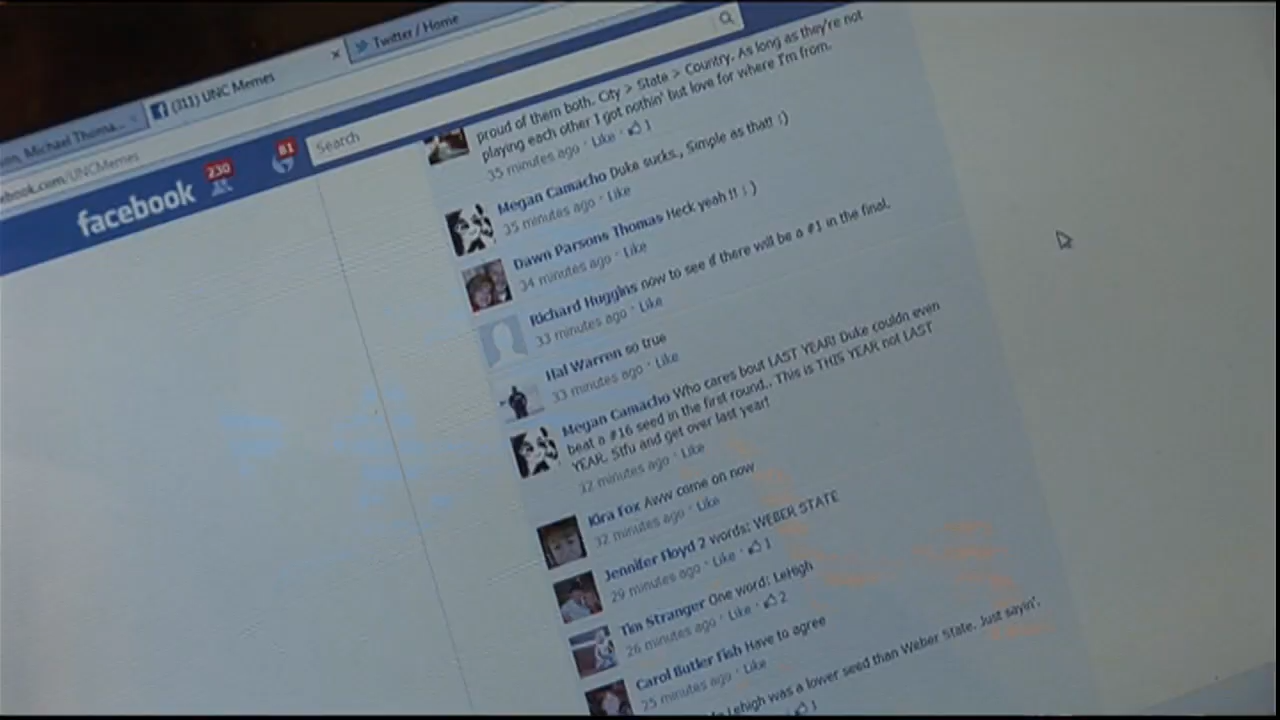 Twitter / Home
(311) UNC Memes
Michael Thoma...
ebook.com/UNCMemes
facebook
230
81
Search
proud of them both. City > State > Country. As long as they're not
playing each other I got nothin' but love for where I'm from.
35 minutes ago · Like · 1
Megan Camacho Duke sucks., Simple as that! :)
35 minutes ago · Like
Dawn Parsons Thomas Heck yeah !! : )
34 minutes ago · Like
Richard Huggins now to see if there will be a #1 in the final.
33 minutes ago · Like
Hal Warren so true
33 minutes ago · Like
Megan Camacho Who cares bout LAST YEAR! Duke couldn even
beat a #16 seed in the first round,. This is THIS YEAR not LAST
YEAR. Stfu and get over last year!
32 minutes ago · Like
Kira Fox Aww come on now
32 minutes ago · Like
Jennifer Floyd 2 words: WEBER STATE
29 minutes ago · Like · 1
Tim Stranger One word: LeHigh
26 minutes ago · Like · 2
Carol Butler Fish Have to agree
25 minutes ago · Like
Lehigh was a lower seed than Weber State. Just sayin'.
1